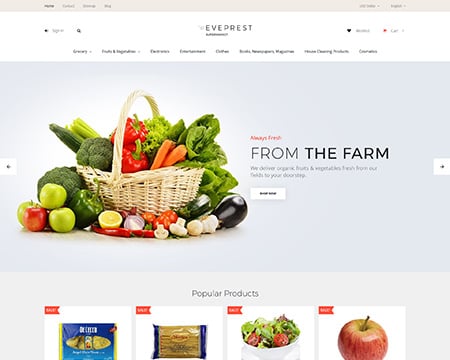 Home Contact Sitemap Blog
USD Dollar
Sign in
EVEPREST
SUPERMARKET
Wishlist
Cart
Grocery Fruits & Vegetables Electronics Entertainment Clothes Books, Newspapers, Magazines House Cleaning Products Cosmetics
Always Fresh
FROM THE FARM
We deliver organic fruits & vegetables fresh from our
fields to your doorstep.
SHOP NOW
Popular Products
SALE!
SALE!
SALE!
SALE!
DE CECCO